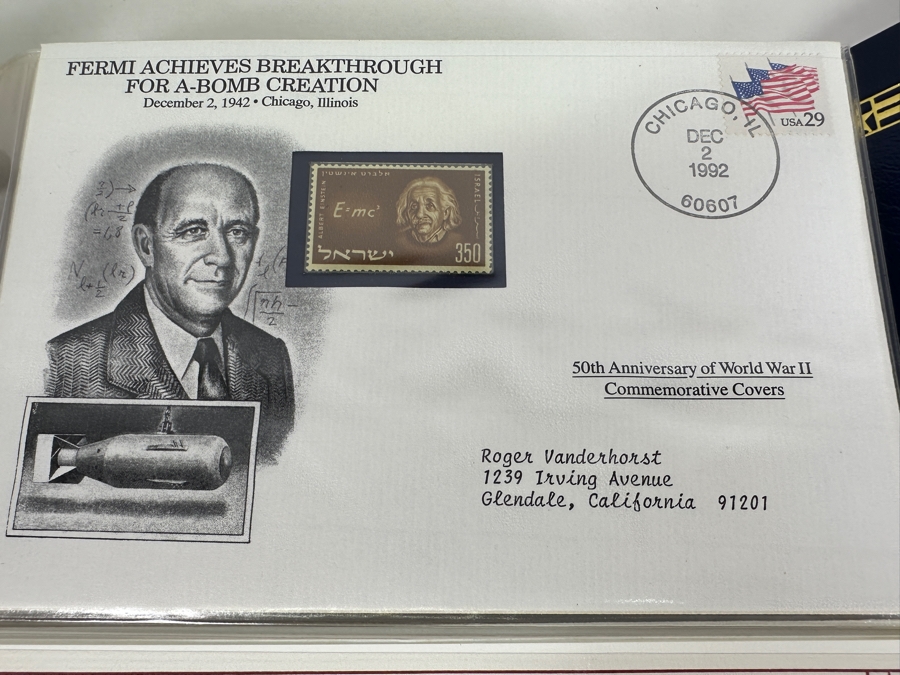 FERMI ACHIEVES BREAKTHROUGH
FOR A-BOMB CREATION
December 2, 1942 • Chicago, Illinois
USA 29
CHICAGO, IL
DEC
2
1992
60607
אלברט איינשטין
ALBERT EINSTEIN
ISRAEL
E=mc²
ישראל
350
50th Anniversary of World War II
Commemorative Covers
Roger Vanderhorst
1239 Irving Avenue
Glendale, California 91201